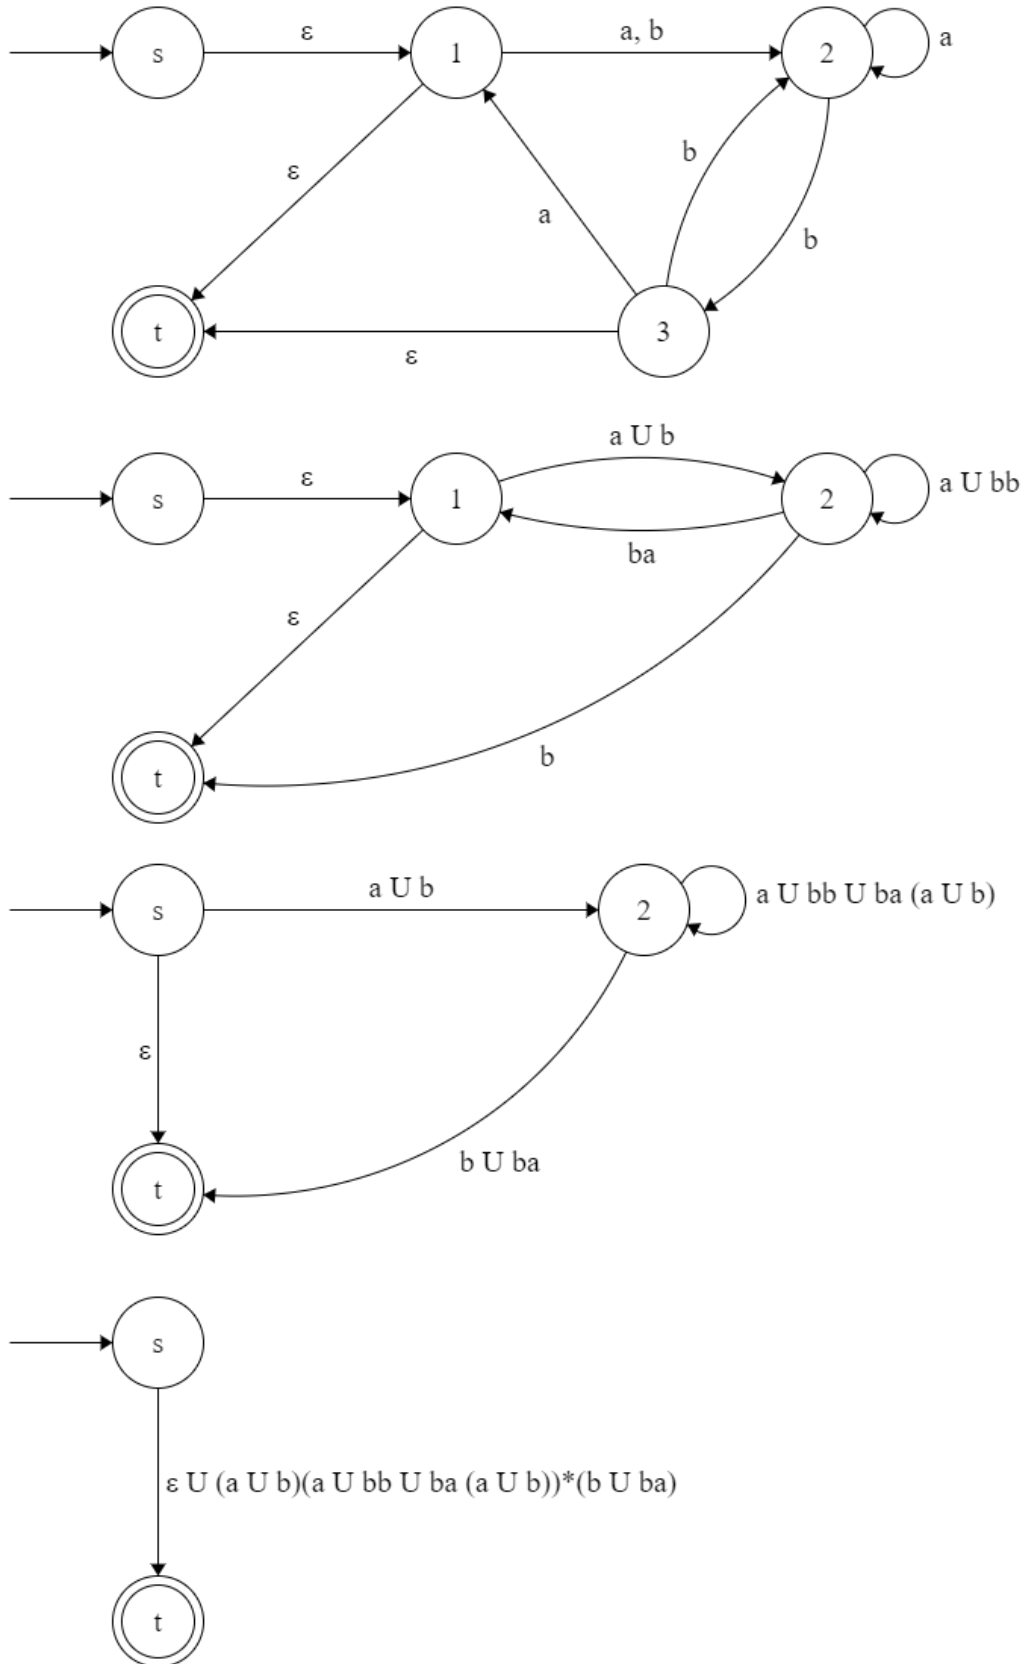 ε
a, b
s
1
2
a
ε
b
a
b
t
3
ε
a U b
ε
s
1
2
a U bb
ba
ε
b
t
a U b
s
2
a U bb U ba (a U b)
ε
b U ba
t
s
ε U (a U b)(a U bb U ba (a U b))*(b U ba)
t